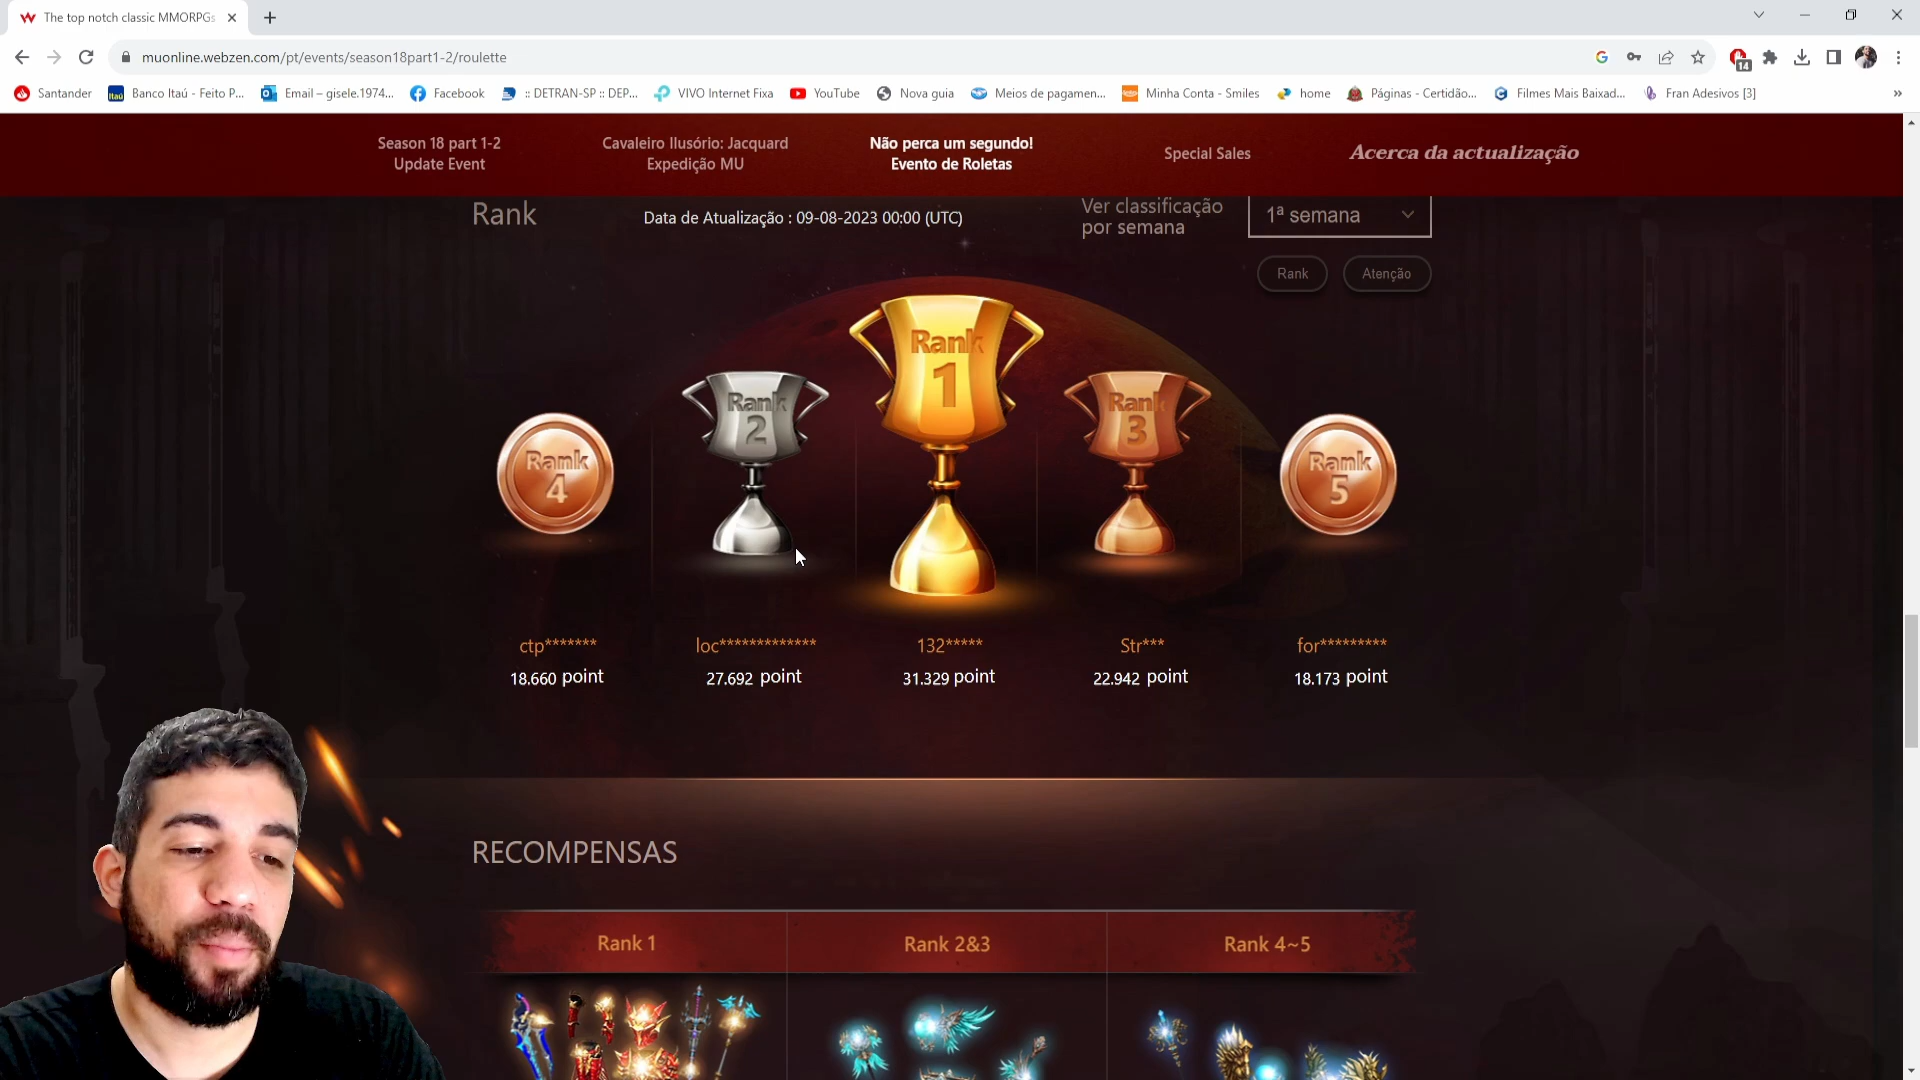 The top notch classic MMORPGs
muonline.webzen.com/pt/events/season18part1-2/roulette
14
Santander
Banco Itaú - Feito P...
Email – gisele.1974...
Facebook
:: DETRAN-SP :: DEP...
VIVO Internet Fixa
YouTube
Nova guia
Meios de pagamen...
Minha Conta - Smiles
home
Páginas - Certidão...
Filmes Mais Baixad...
Fran Adesivos [3]
»
Season 18 part 1-2
Update Event
Cavaleiro Ilusório: Jacquard
Expedição MU
Não perca um segundo!
Evento de Roletas
Special Sales
Acerca da actualização
Rank
Data de Atualização : 09-08-2023 00:00 (UTC)
Ver classificação
por semana
1ª semana
Rank
Atenção
Rank
4
Rank
2
Rank
1
Rank
3
Rank
5
ctp*******
loc*************
132*****
Str***
for*********
18.660 point
27.692 point
31.329 point
22.942 point
18.173 point
RECOMPENSAS
Rank 1
Rank 2&3
Rank 4~5